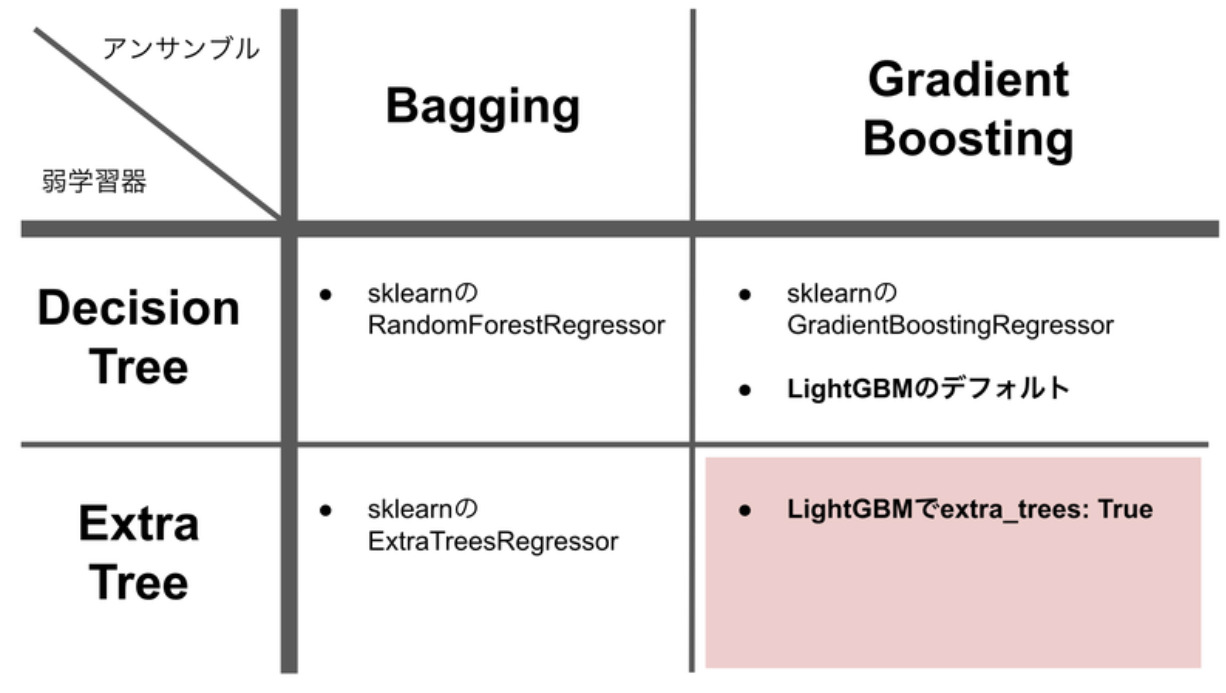 アンサンブル
弱学習器
Bagging
Gradient
Boosting
Decision
Tree
● sklearnの
RandomForestRegressor
● sklearnの
GradientBoostingRegressor
● LightGBMのデフォルト
Extra
Tree
● sklearnの
ExtraTreesRegressor
● LightGBMでextra_trees: True